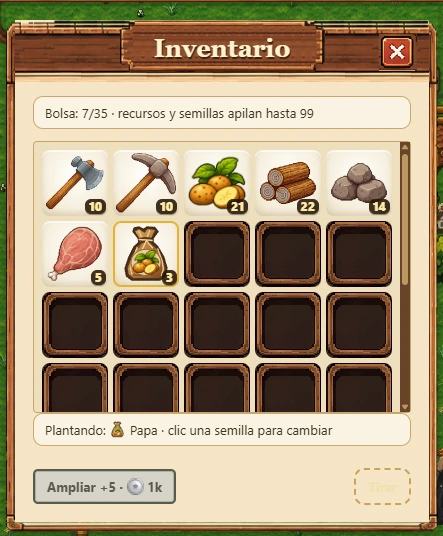 Inventario
Bolsa: 7/35 · recursos y semillas apilan hasta 99
10
10
21
22
14
5
3
Plantando: Papa · clic una semilla para cambiar
Ampliar +5 · 1k
Tirar